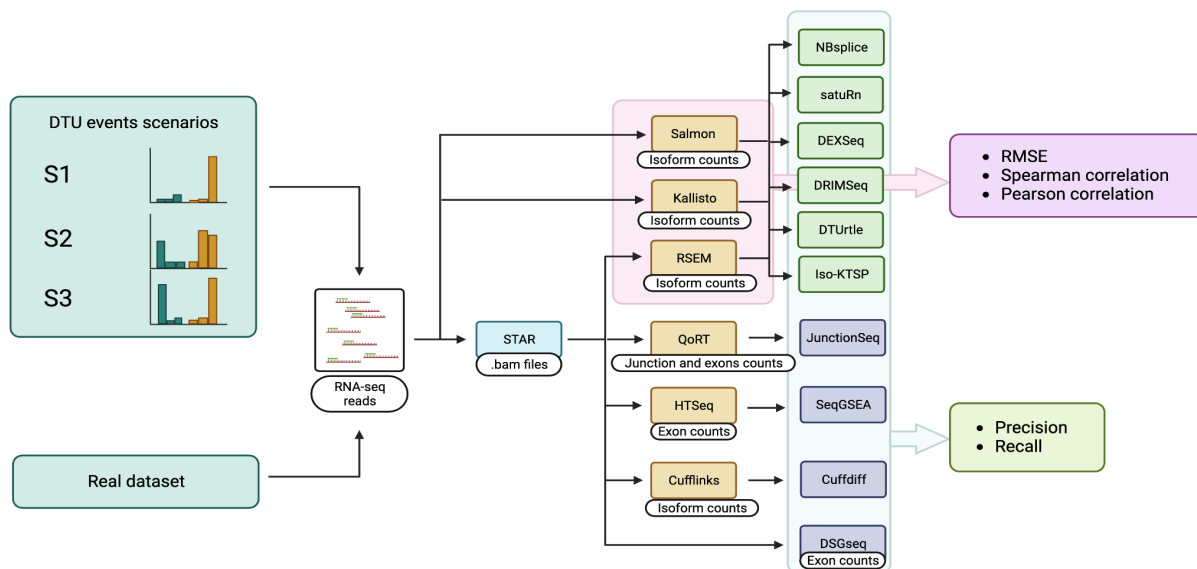 DTU events scenarios
S1
S2
S3
Real dataset
RNA-seq
reads
STAR
.bam files
Salmon
Isoform counts
Kallisto
Isoform counts
RSEM
Isoform counts
QoRT
Junction and exons counts
HTSeq
Exon counts
Cufflinks
Isoform counts
NBsplice
satuRn
DEXSeq
DRIMSeq
DTUrtle
Iso-KTSP
JunctionSeq
SeqGSEA
Cuffdiff
DSGseq
Exon counts
• RMSE
• Spearman correlation
• Pearson correlation
• Precision
• Recall